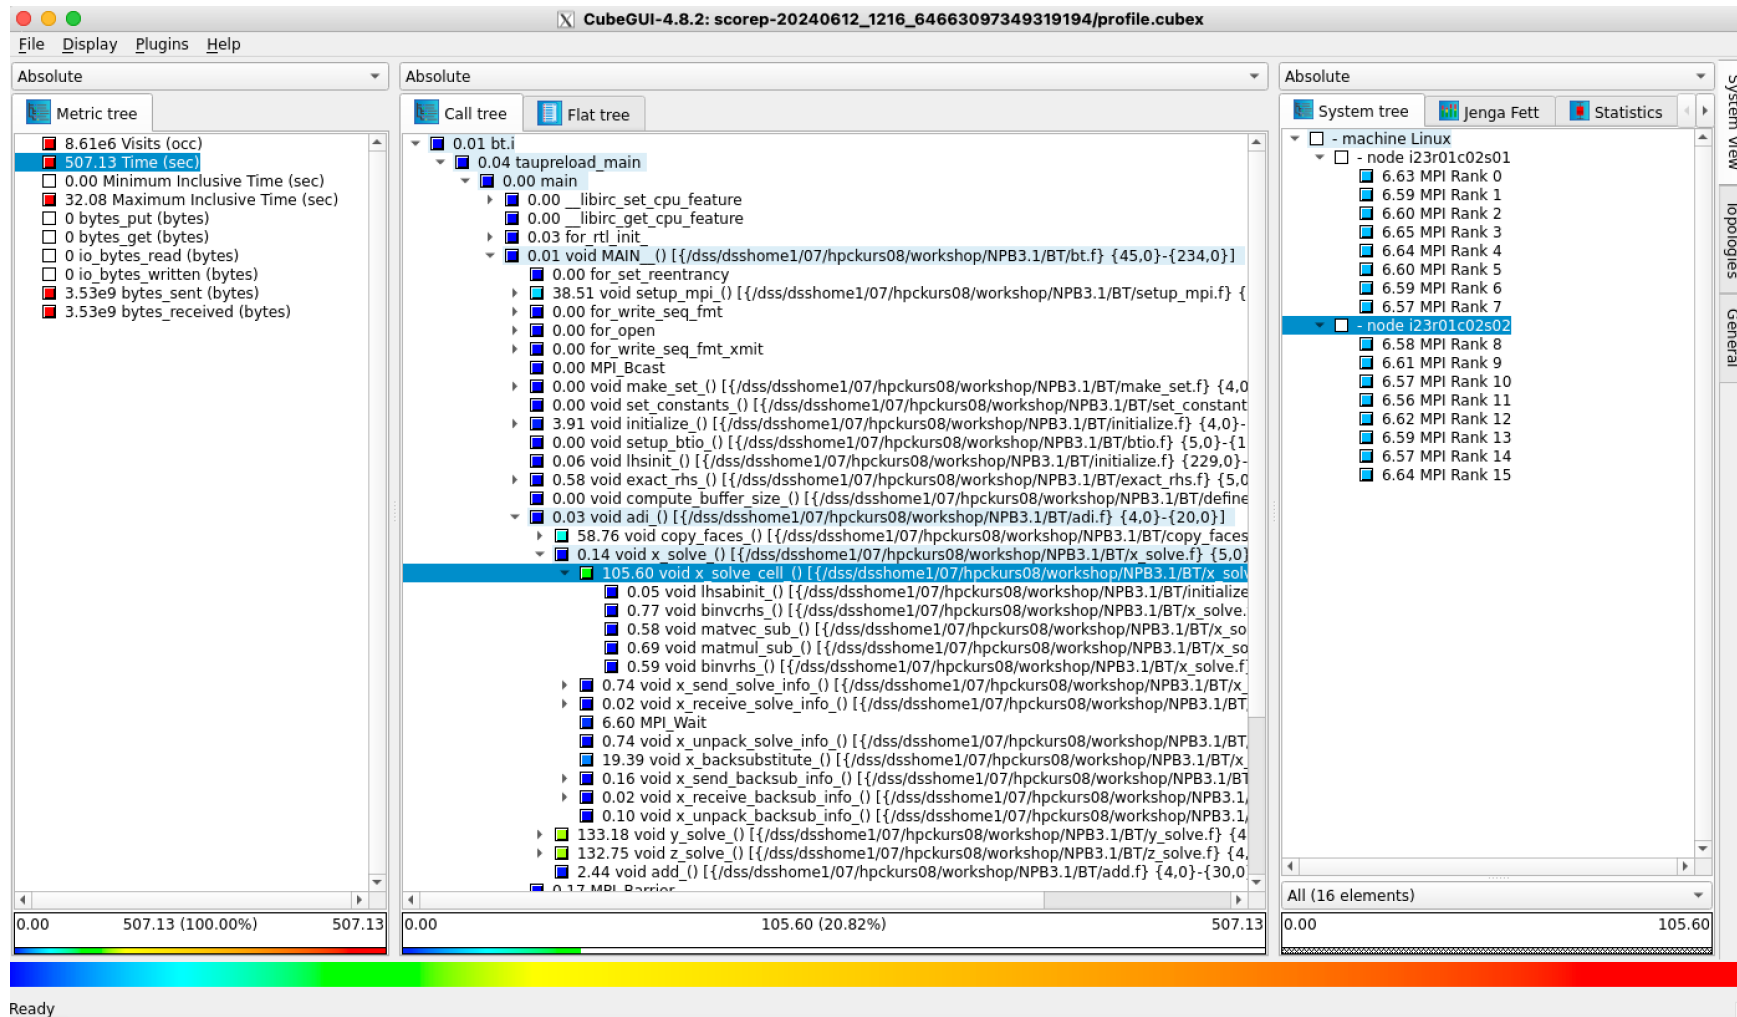 CubeGUI-4.8.2: scorep-20240612_1216_64663097349319194/profile.cubex
File Display Plugins Help
Absolute
Metric tree
8.61e6 Visits (occ)
507.13 Time (sec)
0.00 Minimum Inclusive Time (sec)
32.08 Maximum Inclusive Time (sec)
0 bytes_put (bytes)
0 bytes_get (bytes)
0 io_bytes_read (bytes)
0 io_bytes_written (bytes)
3.53e9 bytes_sent (bytes)
3.53e9 bytes_received (bytes)
0.00 507.13 (100.00%) 507.13
Absolute
Call tree Flat tree
0.01 bt.i
0.04 taupreload_main
0.00 main
0.00 __libirc_set_cpu_feature
0.00 __libirc_get_cpu_feature
0.03 for_rtl_init_
0.01 void MAIN__() [{/dss/dsshome1/07/hpckurs08/workshop/NPB3.1/BT/bt.f} {45,0}-{234,0}]
0.00 for_set_reentrancy
38.51 void setup_mpi_() [{/dss/dsshome1/07/hpckurs08/workshop/NPB3.1/BT/setup_mpi.f} {
0.00 for_write_seq_fmt
0.00 for_open
0.00 for_write_seq_fmt_xmit
0.00 MPI_Bcast
0.00 void make_set_() [{/dss/dsshome1/07/hpckurs08/workshop/NPB3.1/BT/make_set.f} {4,0
0.00 void set_constants_() [{/dss/dsshome1/07/hpckurs08/workshop/NPB3.1/BT/set_constant
3.91 void initialize_() [{/dss/dsshome1/07/hpckurs08/workshop/NPB3.1/BT/initialize.f} {4,0}-
0.00 void setup_btio_() [{/dss/dsshome1/07/hpckurs08/workshop/NPB3.1/BT/btio.f} {5,0}-{1
0.06 void lhsinit_() [{/dss/dsshome1/07/hpckurs08/workshop/NPB3.1/BT/initialize.f} {229,0}-
0.58 void exact_rhs_() [{/dss/dsshome1/07/hpckurs08/workshop/NPB3.1/BT/exact_rhs.f} {5,0
0.00 void compute_buffer_size_() [{/dss/dsshome1/07/hpckurs08/workshop/NPB3.1/BT/define
0.03 void adi_() [{/dss/dsshome1/07/hpckurs08/workshop/NPB3.1/BT/adi.f} {4,0}-{20,0}]
58.76 void copy_faces_() [{/dss/dsshome1/07/hpckurs08/workshop/NPB3.1/BT/copy_faces
0.14 void x_solve_() [{/dss/dsshome1/07/hpckurs08/workshop/NPB3.1/BT/x_solve.f} {5,0}
105.60 void x_solve_cell_() [{/dss/dsshome1/07/hpckurs08/workshop/NPB3.1/BT/x_solv
0.05 void lhsabinit_() [{/dss/dsshome1/07/hpckurs08/workshop/NPB3.1/BT/initialize
0.77 void binvcrhs_() [{/dss/dsshome1/07/hpckurs08/workshop/NPB3.1/BT/x_solve.
0.58 void matvec_sub_() [{/dss/dsshome1/07/hpckurs08/workshop/NPB3.1/BT/x_so
0.69 void matmul_sub_() [{/dss/dsshome1/07/hpckurs08/workshop/NPB3.1/BT/x_so
0.59 void binvrhs_() [{/dss/dsshome1/07/hpckurs08/workshop/NPB3.1/BT/x_solve.f}
0.74 void x_send_solve_info_() [{/dss/dsshome1/07/hpckurs08/workshop/NPB3.1/BT/x_
0.02 void x_receive_solve_info_() [{/dss/dsshome1/07/hpckurs08/workshop/NPB3.1/BT/
6.60 MPI_Wait
0.74 void x_unpack_solve_info_() [{/dss/dsshome1/07/hpckurs08/workshop/NPB3.1/BT/
19.39 void x_backsubstitute_() [{/dss/dsshome1/07/hpckurs08/workshop/NPB3.1/BT/x_
0.16 void x_send_backsub_info_() [{/dss/dsshome1/07/hpckurs08/workshop/NPB3.1/BT
0.02 void x_receive_backsub_info_() [{/dss/dsshome1/07/hpckurs08/workshop/NPB3.1/
0.10 void x_unpack_backsub_info_() [{/dss/dsshome1/07/hpckurs08/workshop/NPB3.1/
133.18 void y_solve_() [{/dss/dsshome1/07/hpckurs08/workshop/NPB3.1/BT/y_solve.f} {4
132.75 void z_solve_() [{/dss/dsshome1/07/hpckurs08/workshop/NPB3.1/BT/z_solve.f} {4,
2.44 void add_() [{/dss/dsshome1/07/hpckurs08/workshop/NPB3.1/BT/add.f} {4,0}-{30,0
0.17 MPI_Barrier
0.00 105.60 (20.82%) 507.13
Absolute
System tree Jenga Fett Statistics
- machine Linux
- node i23r01c02s01
6.63 MPI Rank 0
6.59 MPI Rank 1
6.60 MPI Rank 2
6.65 MPI Rank 3
6.64 MPI Rank 4
6.60 MPI Rank 5
6.59 MPI Rank 6
6.57 MPI Rank 7
- node i23r01c02s02
6.58 MPI Rank 8
6.61 MPI Rank 9
6.57 MPI Rank 10
6.56 MPI Rank 11
6.62 MPI Rank 12
6.59 MPI Rank 13
6.57 MPI Rank 14
6.64 MPI Rank 15
All (16 elements)
0.00 105.60
System View
Topologies
General
Ready